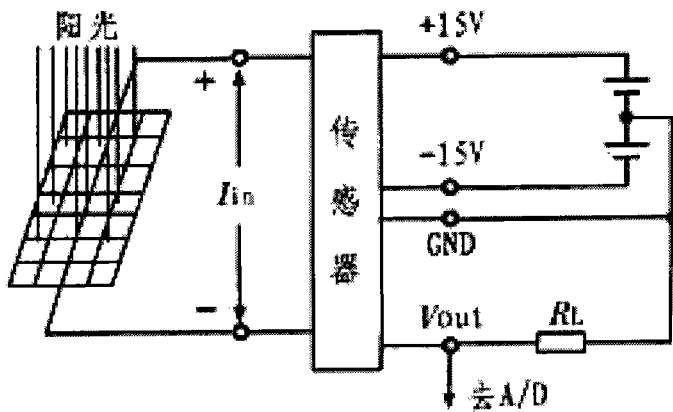 阳光
+15V
+
传感器
Iin
-15V
GND
-
Vout
RL
去A/D